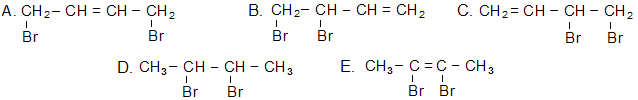 A. CH₂– CH = CH – CH₂ B. CH₂– CH – CH = CH₂ C. CH₂= CH – CH – CH₂
Br Br Br Br Br Br
D. CH₃– CH – CH – CH₃ E. CH₃– C = C – CH₃
Br Br Br Br